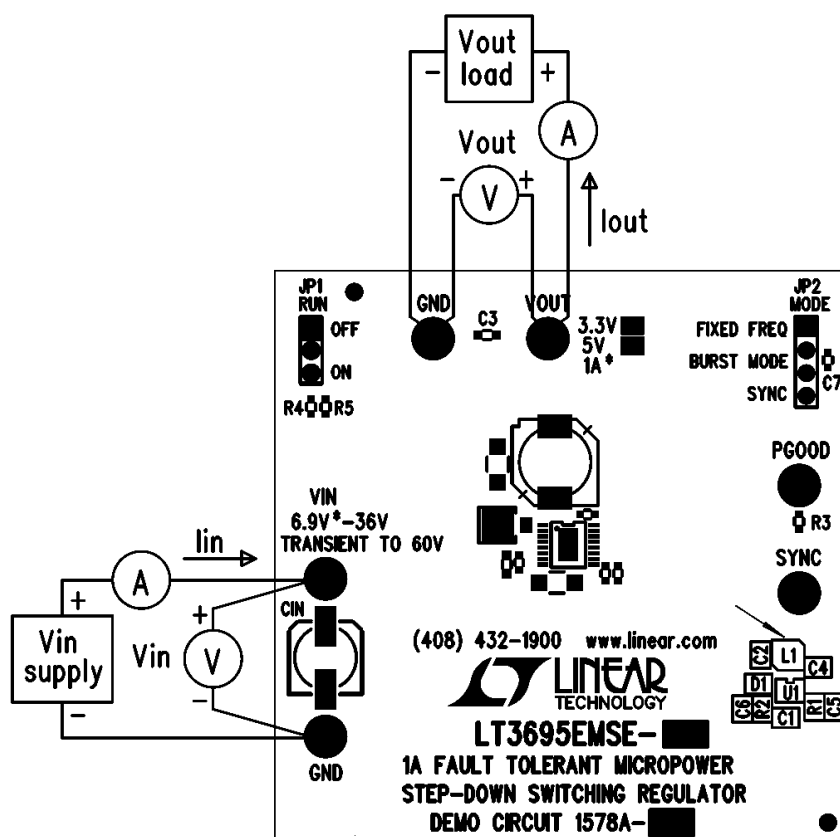 Vout
load
-
+
A
Vout
-
+
V
Iout
JP1
RUN
OFF
ON
R4
R5
GND
C3
VOUT
3.3V
5V
1A*
JP2
MODE
FIXED FREQ
BURST MODE
SYNC
C7
PGOOD
R3
SYNC
VIN
6.9V*-36V
TRANSIENT TO 60V
Iin
A
+
Vin
supply
-
Vin
+
V
-
CIN
GND
(408) 432-1900 www.linear.com
LINEAR
TECHNOLOGY
LT3695EMSE-
1A FAULT TOLERANT MICROPOWER
STEP-DOWN SWITCHING REGULATOR
DEMO CIRCUIT 1578A-
C2
L1
C4
D1
U1
C6
R2
C1
R1
C5